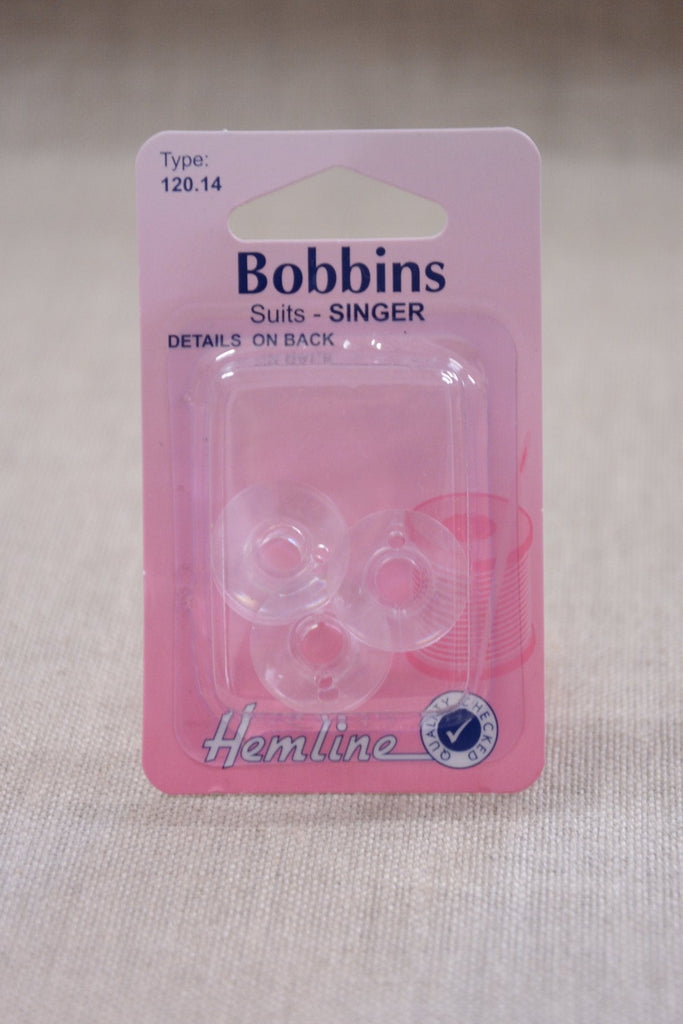 Type:
120.14
Bobbins
Suits - SINGER
DETAILS ON BACK
Hemline
QUALITY CHECKED